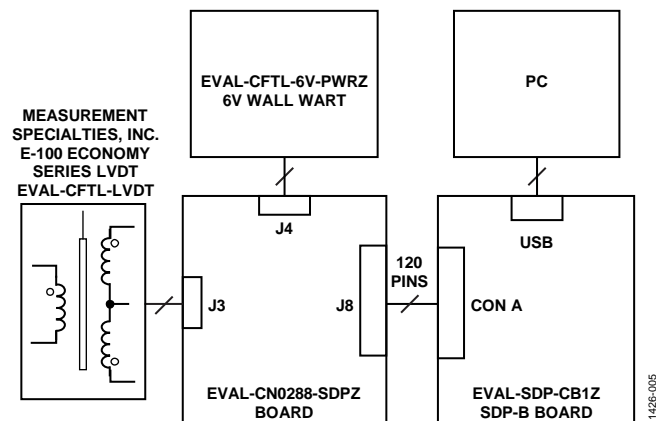 EVAL-CFTL-6V-PWRZ
6V WALL WART
PC
MEASUREMENT
SPECIALTIES, INC.
E-100 ECONOMY
SERIES LVDT
EVAL-CFTL-LVDT
J4
USB
120
PINS
J3
J8
CON A
EVAL-CN0288-SDPZ
BOARD
EVAL-SDP-CB1Z
SDP-B BOARD
1426-005